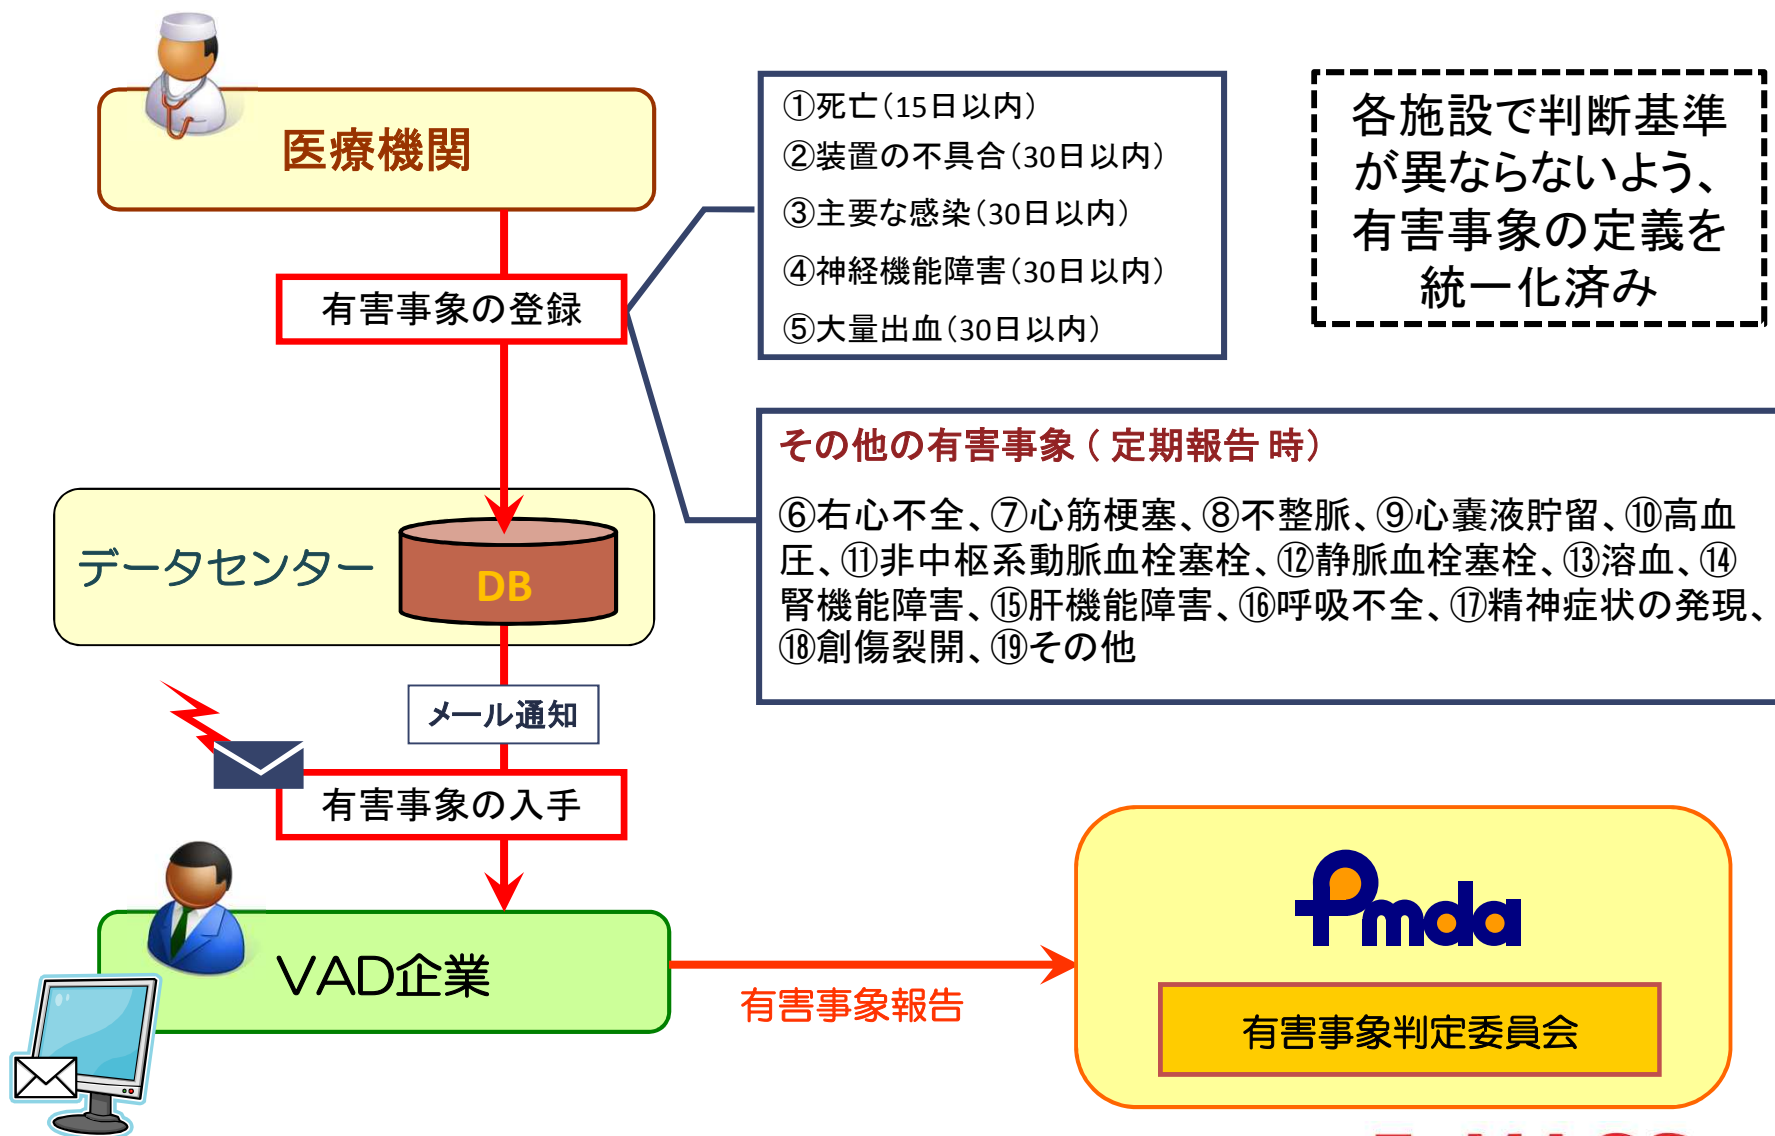 医療機関
①死亡(15日以内)
②装置の不具合(30日以内)
③主要な感染(30日以内)
④神経機能障害(30日以内)
⑤大量出血(30日以内)
各施設で判断基準
が異ならないよう、
有害事象の定義を
統一化済み
有害事象の登録
その他の有害事象(定期報告時)
⑥右心不全、⑦心筋梗塞、⑧不整脈、⑨心嚢液貯留、⑩高血
圧、⑪非中枢系動脈血栓塞栓、⑫静脈血栓塞栓、⑬溶血、⑭
腎機能障害、⑮肝機能障害、⑯呼吸不全、⑰精神症状の発現、
⑱創傷裂開、⑲その他
データセンター
DB
メール通知
有害事象の入手
VAD企業
有害事象報告
Pmda
有害事象判定委員会